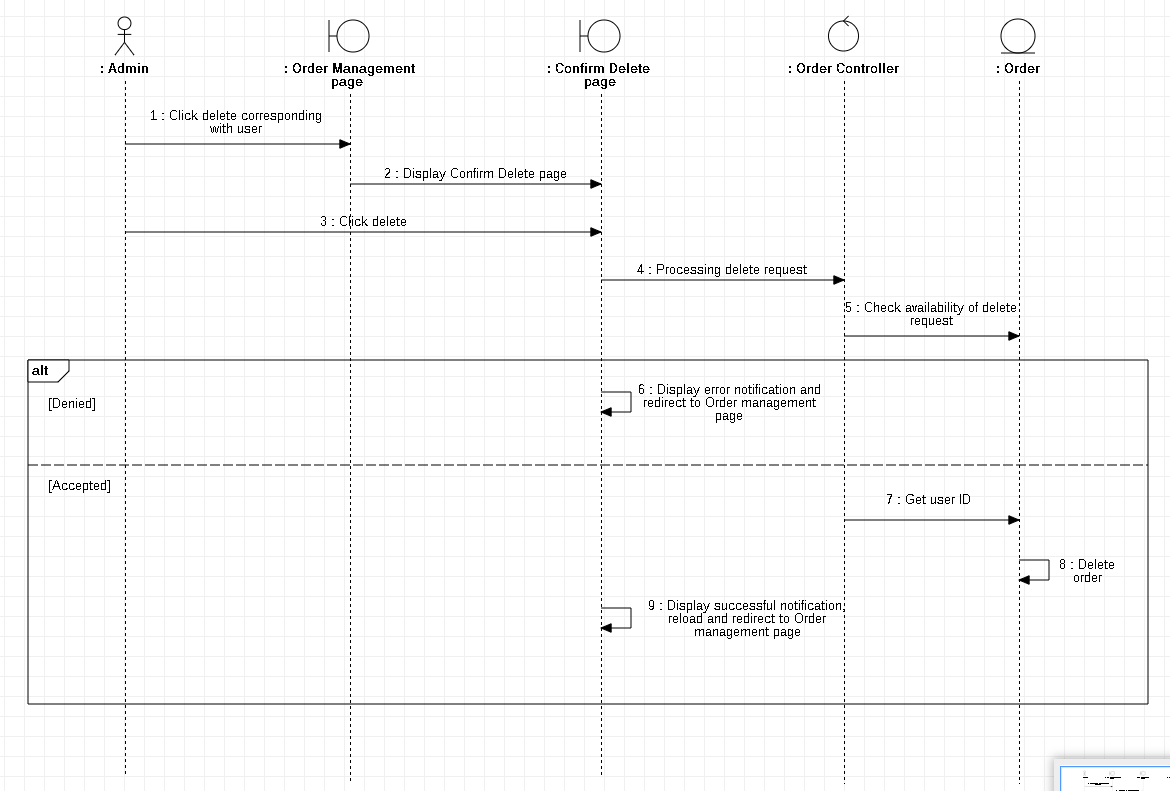 : Admin
: Order Management
page
: Confirm Delete
page
: Order Controller
: Order
1 : Click delete corresponding
with user
2 : Display Confirm Delete page
3 : Click delete
4 : Processing delete request
5 : Check availability of delete
request
alt
[Denied]
6 : Display error notification and
redirect to Order management
page
[Accepted]
7 : Get user ID
8 : Delete
order
9 : Display successful notification,
reload and redirect to Order
management page